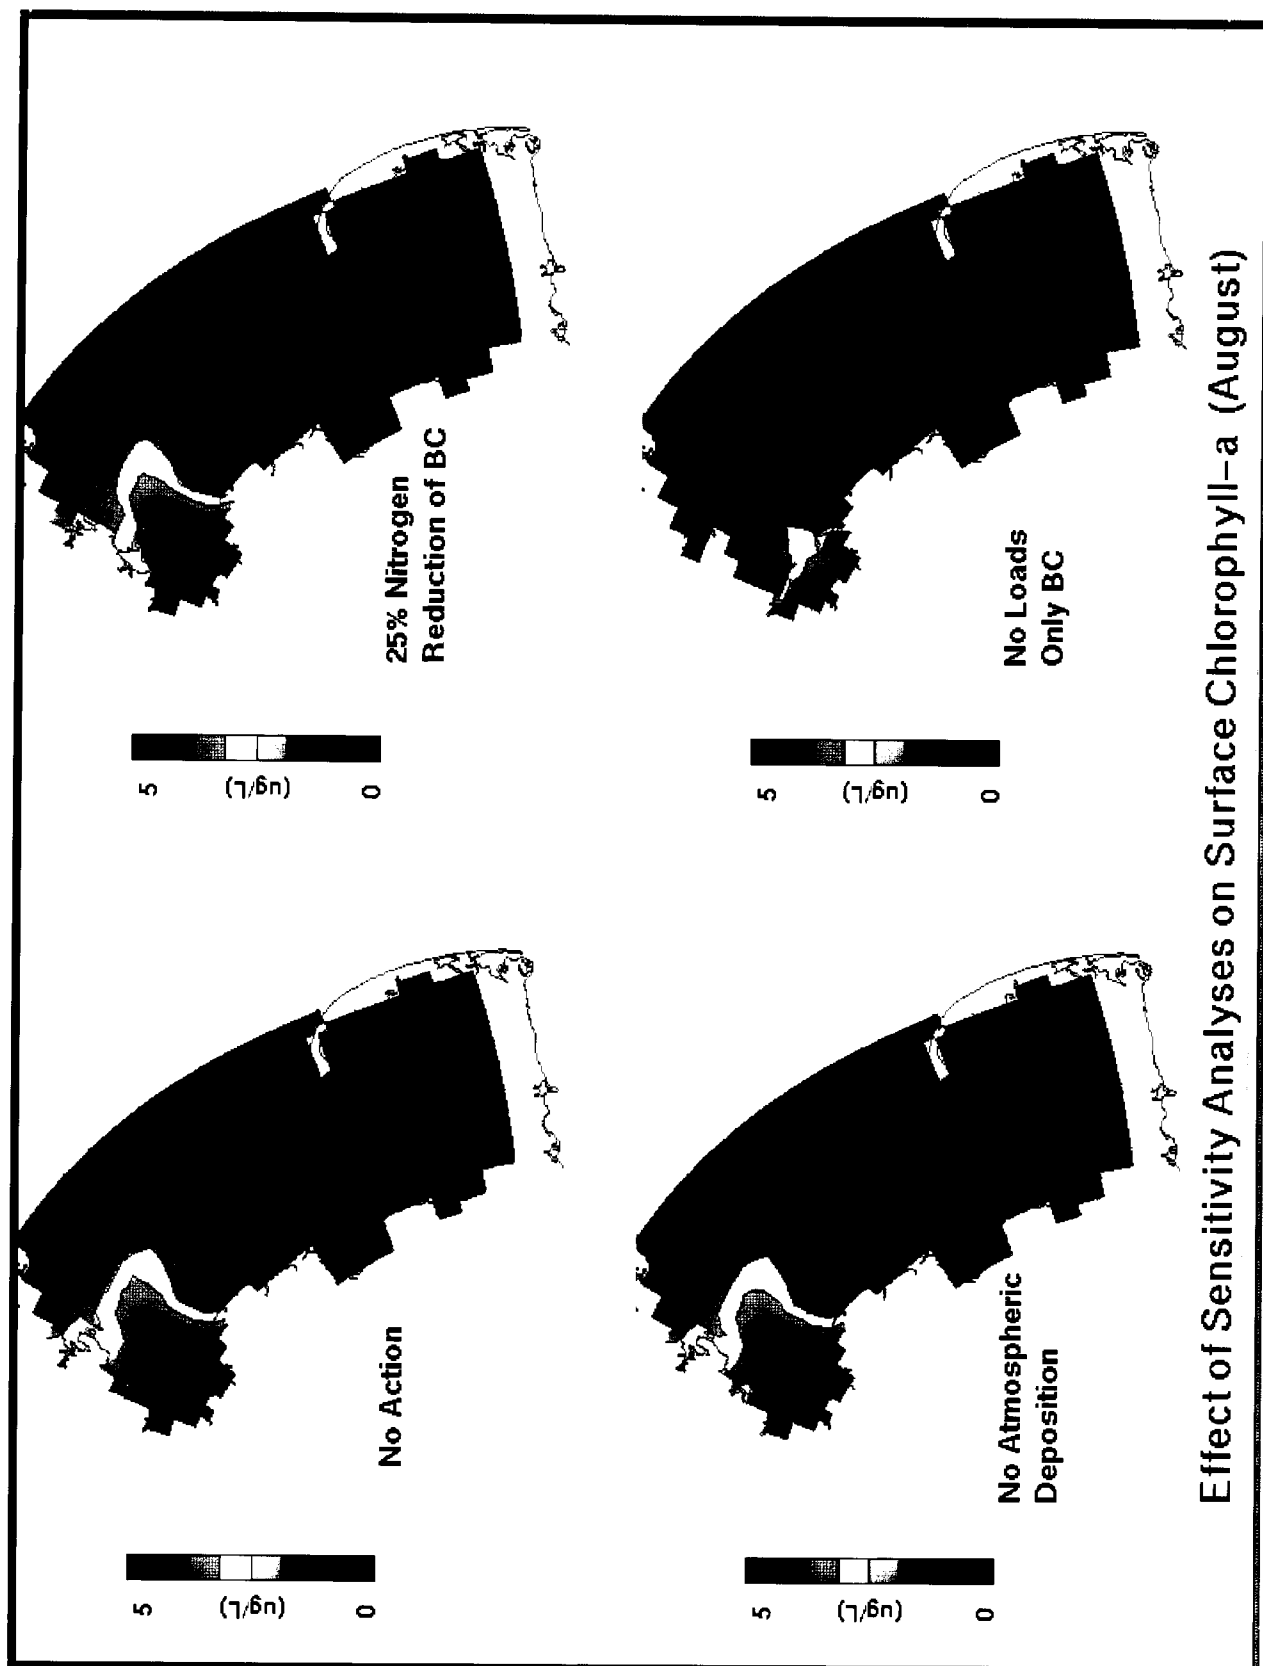 5
(ug/L)
0
No Action
5
(ug/L)
0
25% Nitrogen
Reduction of BC
5
(ug/L)
0
No Atmospheric
Deposition
5
(ug/L)
0
No Loads
Only BC
Effect of Sensitivity Analyses on Surface Chlorophyll-a (August)